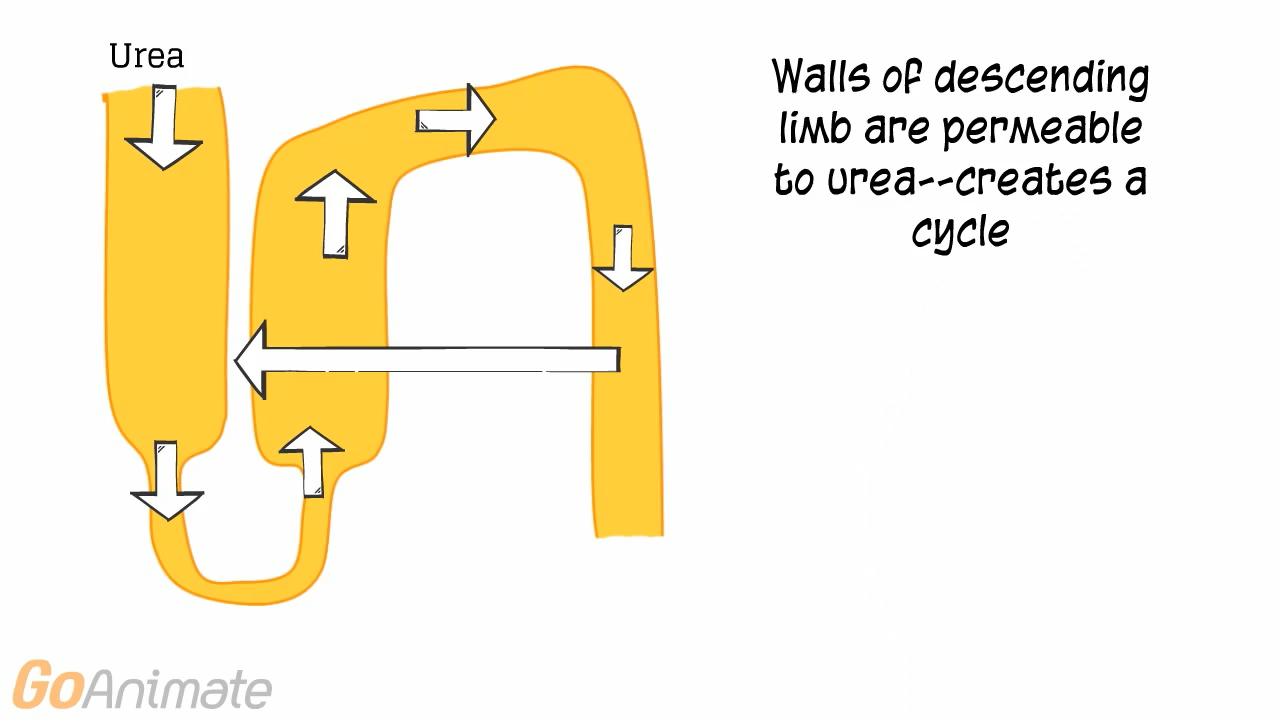 Urea
Walls of descending
limb are permeable
to urea--creates a
cycle
GoAnimate